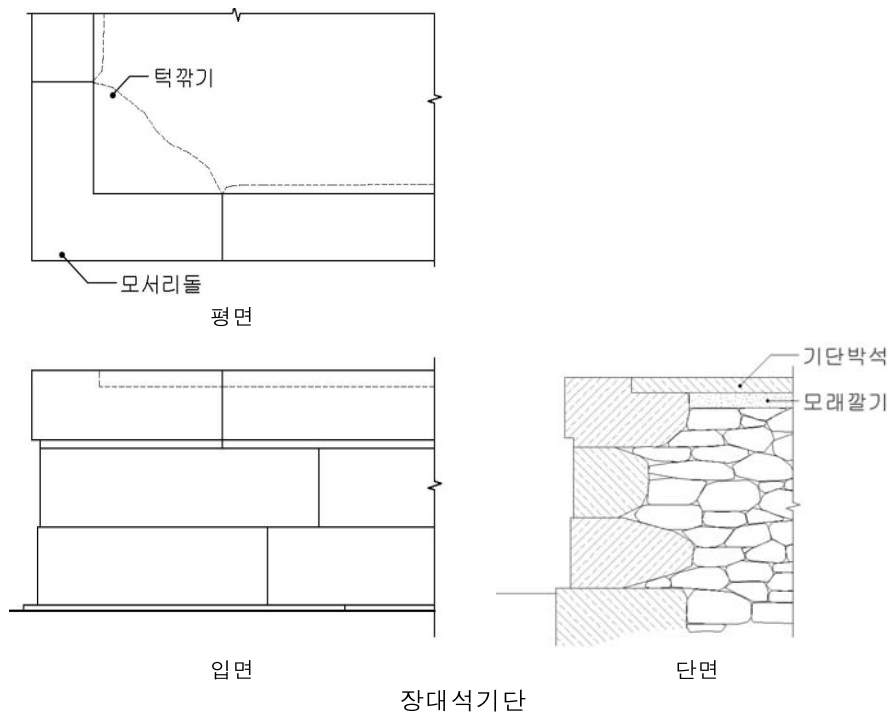 턱깎기
모서리돌
평면
기단박석
모래깔기
입면
단면
장대석기단